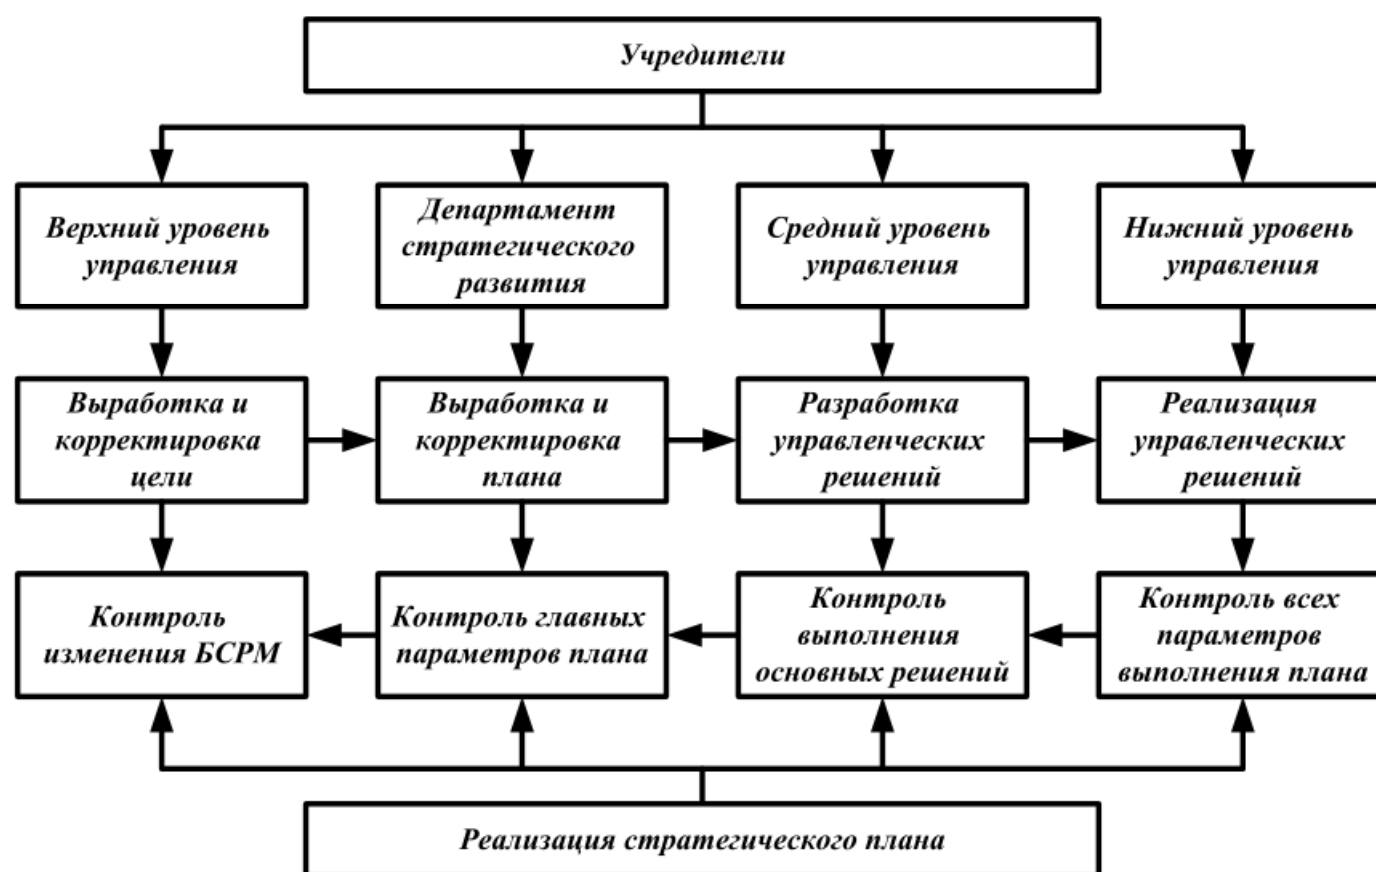 Учредители
Верхний уровень
управления
Департамент
стратегического
развития
Средний уровень
управления
Нижний уровень
управления
Выработка и
корректировка
цели
Выработка и
корректировка
плана
Разработка
управленческих
решений
Реализация
управленческих
решений
Контроль
изменения БСРМ
Контроль главных
параметров плана
Контроль
выполнения
основных решений
Контроль всех
параметров
выполнения плана
Реализация стратегического плана